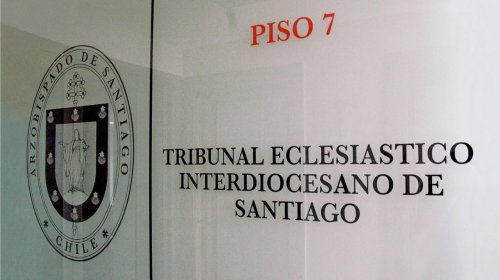 PISO 7
ARZOBISPADO DE SANTIAGO
CHILE
TRIBUNAL ECLESIASTICO
INTERDIOCESANO DE
SANTIAGO